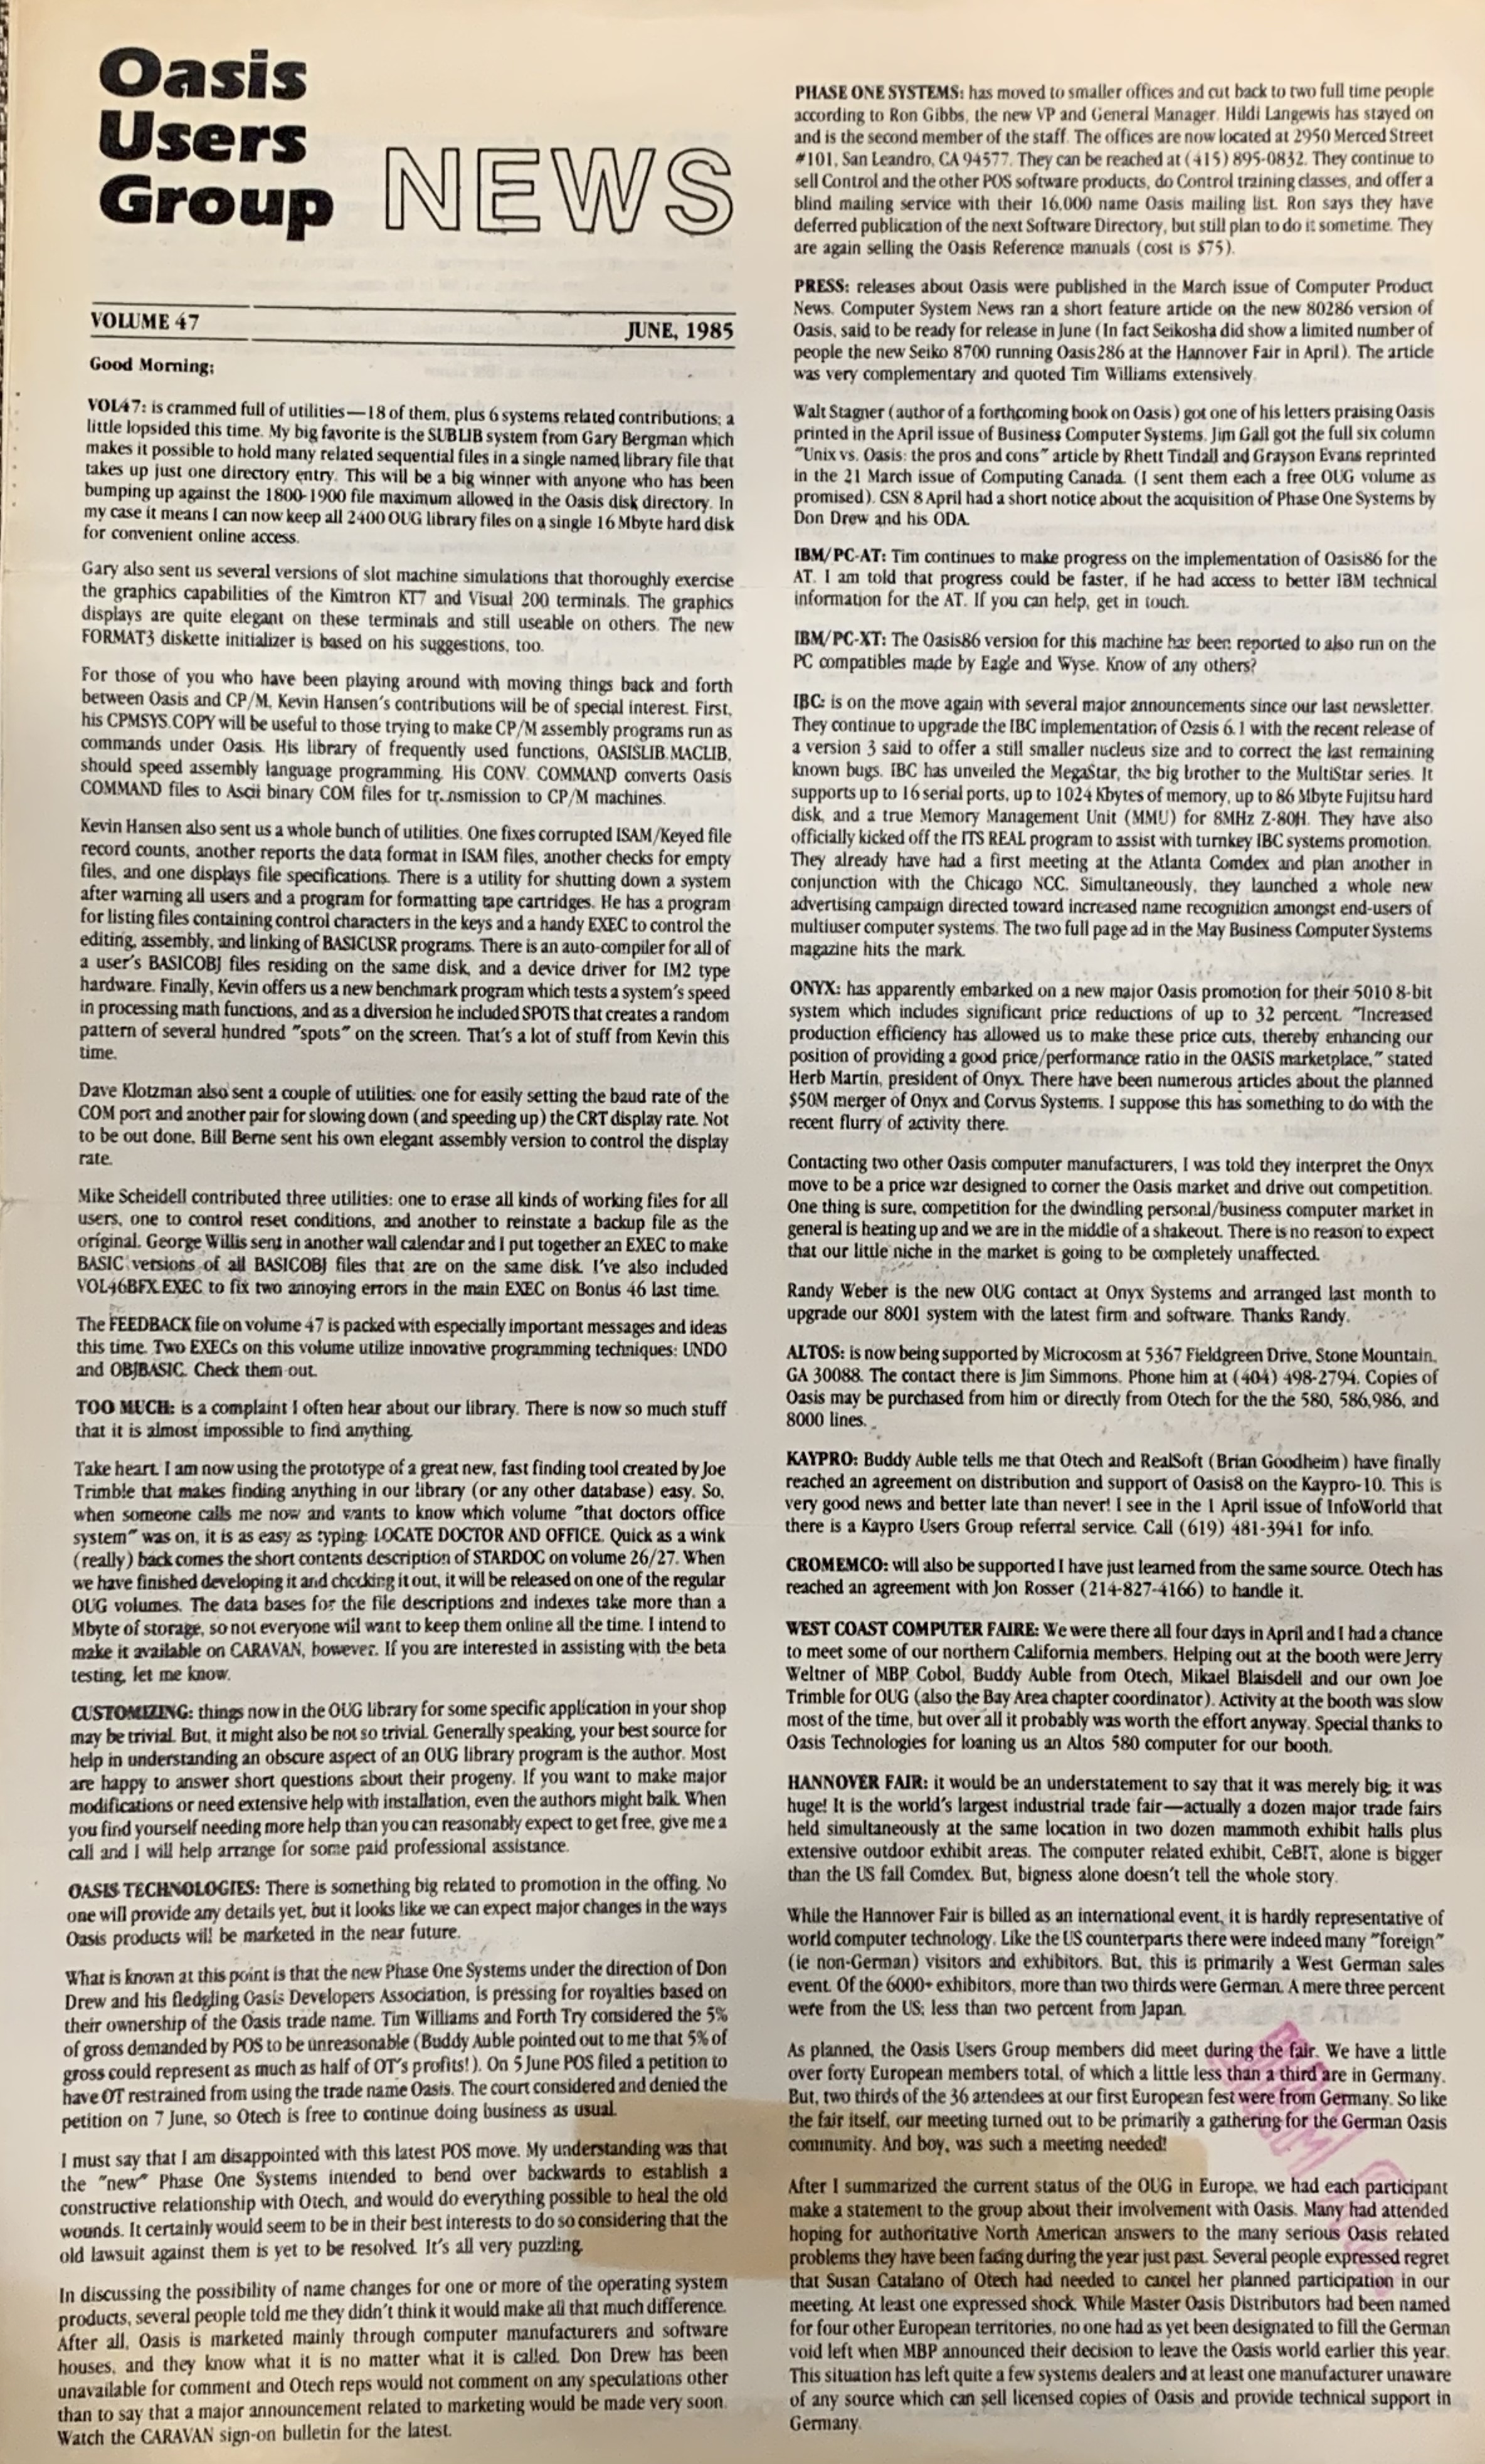 Oasis
Users
Group NEWS
VOLUME 47 JUNE, 1985
Good Morning:
VOL47: is crammed full of utilities—18 of them, plus 6 systems related contributions; a
little lopsided this time. My big favorite is the SUBLIB system from Gary Bergman which
makes it possible to hold many related sequential files in a single named library file that
takes up just one directory entry. This will be a big winner with anyone who has been
bumping up against the 1800-1900 file maximum allowed in the Oasis disk directory. In
my case it means I can now keep all 2400 OUG library files on a single 16 Mbyte hard disk
for convenient online access.
Gary also sent us several versions of slot machine simulations that thoroughly exercise
the graphics capabilities of the Kimtron KT7 and Visual 200 terminals. The graphics
displays are quite elegant on these terminals and still useable on others. The new
FORMAT3 diskette initializer is based on his suggestions, too.
For those of you who have been playing around with moving things back and forth
between Oasis and CP/M, Kevin Hansen's contributions will be of special interest. First,
his CPMSYS.COPY will be useful to those trying to make CP/M assembly programs run as
commands under Oasis. His library of frequently used functions, OASISLIB.MACLIB,
should speed assembly language programming. His CONV. COMMAND converts Oasis
COMMAND files to Ascii binary COM files for transmission to CP/M machines.
Kevin Hansen also sent us a whole bunch of utilities. One fixes corrupted ISAM/Keyed file
record counts, another reports the data format in ISAM files, another checks for empty
files, and one displays file specifications. There is a utility for shutting down a system
after warning all users and a program for formatting tape cartridges. He has a program
for listing files containing control characters in the keys and a handy EXEC to control the
editing, assembly, and linking of BASICUSR programs. There is an auto-compiler for all of
a user's BASICOBJ files residing on the same disk, and a device driver for IM2 type
hardware. Finally, Kevin offers us a new benchmark program which tests a system's speed
in processing math functions, and as a diversion he included SPOTS that creates a random
pattern of several hundred "spots" on the screen. That's a lot of stuff from Kevin this
time.
Dave Klotzman also sent a couple of utilities: one for easily setting the baud rate of the
COM port and another pair for slowing down (and speeding up) the CRT display rate. Not
to be out done, Bill Berne sent his own elegant assembly version to control the display
rate.
Mike Scheidell contributed three utilities: one to erase all kinds of working files for all
users, one to control reset conditions, and another to reinstate a backup file as the
original. George Willis sent in another wall calendar and I put together an EXEC to make
BASIC versions of all BASICOBJ files that are on the same disk. I've also included
VOL46BFX.EXEC to fix two annoying errors in the main EXEC on Bonus 46 last time.
The FEEDBACK file on volume 47 is packed with especially important messages and ideas
this time. Two EXECs on this volume utilize innovative programming techniques: UNDO
and OBJBASIC. Check them out.
TOO MUCH: is a complaint I often hear about our library. There is now so much stuff
that it is almost impossible to find anything.
Take heart. I am now using the prototype of a great new, fast finding tool created by Joe
Trimble that makes finding anything in our library (or any other database) easy. So,
when someone calls me now and wants to know which volume "that doctors office
system" was on, it is as easy as typing: LOCATE DOCTOR AND OFFICE. Quick as a wink
(really) back comes the short contents description of STARDOC on volume 26/27. When
we have finished developing it and checking it out, it will be released on one of the regular
OUG volumes. The data bases for the file descriptions and indexes take more than a
Mbyte of storage, so not everyone will want to keep them online all the time. I intend to
make it available on CARAVAN, however. If you are interested in assisting with the beta
testing, let me know.
CUSTOMIZING: things now in the OUG library for some specific application in your shop
may be trivial. But, it might also be not so trivial. Generally speaking, your best source for
help in understanding an obscure aspect of an OUG library program is the author. Most
are happy to answer short questions about their progeny. If you want to make major
modifications or need extensive help with installation, even the authors might balk. When
you find yourself needing more help than you can reasonably expect to get free, give me a
call and I will help arrange for some paid professional assistance.
OASIS TECHNOLOGIES: There is something big related to promotion in the offing. No
one will provide any details yet, but it looks like we can expect major changes in the ways
Oasis products will be marketed in the near future.
What is known at this point is that the new Phase One Systems under the direction of Don
Drew and his fledgling Oasis Developers Association, is pressing for royalties based on
their ownership of the Oasis trade name. Tim Williams and Forth Try considered the 5%
of gross demanded by POS to be unreasonable (Buddy Auble pointed out to me that 5% of
gross could represent as much as half of OT's profits!). On 5 June POS filed a petition to
have OT restrained from using the trade name Oasis. The court considered and denied the
petition on 7 June, so Otech is free to continue doing business as usual.
I must say that I am disappointed with this latest POS move. My understanding was that
the "new" Phase One Systems intended to bend over backwards to establish a
constructive relationship with Otech, and would do everything possible to heal the old
wounds. It certainly would seem to be in their best interests to do so considering that the
old lawsuit against them is yet to be resolved. It's all very puzzling.
In discussing the possibility of name changes for one or more of the operating system
products, several people told me they didn't think it would make all that much difference.
After all, Oasis is marketed mainly through computer manufacturers and software
houses, and they know what it is no matter what it is called. Don Drew has been
unavailable for comment and Otech reps would not comment on any speculations other
than to say that a major announcement related to marketing would be made very soon.
Watch the CARAVAN sign-on bulletin for the latest.
PHASE ONE SYSTEMS: has moved to smaller offices and cut back to two full time people
according to Ron Gibbs, the new VP and General Manager. Hildi Langewis has stayed on
and is the second member of the staff. The offices are now located at 2950 Merced Street
#101, San Leandro, CA 94577. They can be reached at (415) 895-0832. They continue to
sell Control and the other POS software products, do Control training classes, and offer a
blind mailing service with their 16,000 name Oasis mailing list. Ron says they have
deferred publication of the next Software Directory, but still plan to do it sometime. They
are again selling the Oasis Reference manuals (cost is $75).
PRESS: releases about Oasis were published in the March issue of Computer Product
News. Computer System News ran a short feature article on the new 80286 version of
Oasis, said to be ready for release in June (In fact Seikosha did show a limited number of
people the new Seiko 8700 running Oasis286 at the Hannover Fair in April). The article
was very complementary and quoted Tim Williams extensively.
Walt Stagner (author of a forthcoming book on Oasis) got one of his letters praising Oasis
printed in the April issue of Business Computer Systems. Jim Gall got the full six column
"Unix vs. Oasis: the pros and cons" article by Rhett Tindall and Grayson Evans reprinted
in the 21 March issue of Computing Canada. (I sent them each a free OUG volume as
promised). CSN 8 April had a short notice about the acquisition of Phase One Systems by
Don Drew and his ODA.
IBM/PC-AT: Tim continues to make progress on the implementation of Oasis86 for the
AT. I am told that progress could be faster, if he had access to better IBM technical
information for the AT. If you can help, get in touch.
IBM/PC-XT: The Oasis86 version for this machine has been reported to also run on the
PC compatibles made by Eagle and Wyse. Know of any others?
IBC: is on the move again with several major announcements since our last newsletter.
They continue to upgrade the IBC implementation of Oasis 6.1 with the recent release of
a version 3 said to offer a still smaller nucleus size and to correct the last remaining
known bugs. IBC has unveiled the MegaStar, the big brother to the MultiStar series. It
supports up to 16 serial ports, up to 1024 Kbytes of memory, up to 86 Mbyte Fujitsu hard
disk, and a true Memory Management Unit (MMU) for 8MHz Z-80H. They have also
officially kicked off the ITS REAL program to assist with turnkey IBC systems promotion.
They already have had a first meeting at the Atlanta Comdex and plan another in
conjunction with the Chicago NCC. Simultaneously, they launched a whole new
advertising campaign directed toward increased name recognition amongst end-users of
multiuser computer systems. The two full page ad in the May Business Computer Systems
magazine hits the mark.
ONYX: has apparently embarked on a new major Oasis promotion for their 5010 8-bit
system which includes significant price reductions of up to 32 percent. "Increased
production efficiency has allowed us to make these price cuts, thereby enhancing our
position of providing a good price/performance ratio in the OASIS marketplace," stated
Herb Martin, president of Onyx. There have been numerous articles about the planned
$50M merger of Onyx and Corvus Systems. I suppose this has something to do with the
recent flurry of activity there.
Contacting two other Oasis computer manufacturers, I was told they interpret the Onyx
move to be a price war designed to corner the Oasis market and drive out competition.
One thing is sure, competition for the dwindling personal/business computer market in
general is heating up and we are in the middle of a shakeout. There is no reason to expect
that our little niche in the market is going to be completely unaffected.
Randy Weber is the new OUG contact at Onyx Systems and arranged last month to
upgrade our 8001 system with the latest firm and software. Thanks Randy.
ALTOS: is now being supported by Microcosm at 5367 Fieldgreen Drive, Stone Mountain,
GA 30088. The contact there is Jim Simmons. Phone him at (404) 498-2794. Copies of
Oasis may be purchased from him or directly from Otech for the the 580, 586,986, and
8000 lines.
KAYPRO: Buddy Auble tells me that Otech and RealSoft (Brian Goodheim) have finally
reached an agreement on distribution and support of Oasis8 on the Kaypro-10. This is
very good news and better late than never! I see in the 1 April issue of InfoWorld that
there is a Kaypro Users Group referral service. Call (619) 481-3941 for info.
CROMEMCO: will also be supported I have just learned from the same source. Otech has
reached an agreement with Jon Rosser (214-827-4166) to handle it.
WEST COAST COMPUTER FAIRE: We were there all four days in April and I had a chance
to meet some of our northern California members. Helping out at the booth were Jerry
Weltner of MBP Cobol, Buddy Auble from Otech, Mikael Blaisdell and our own Joe
Trimble for OUG (also the Bay Area chapter coordinator). Activity at the booth was slow
most of the time, but over all it probably was worth the effort anyway. Special thanks to
Oasis Technologies for loaning us an Altos 580 computer for our booth.
HANNOVER FAIR: it would be an understatement to say that it was merely big; it was
huge! It is the world's largest industrial trade fair—actually a dozen major trade fairs
held simultaneously at the same location in two dozen mammoth exhibit halls plus
extensive outdoor exhibit areas. The computer related exhibit, CeBIT, alone is bigger
than the US fall Comdex. But, bigness alone doesn't tell the whole story.
While the Hannover Fair is billed as an international event, it is hardly representative of
world computer technology. Like the US counterparts there were indeed many "foreign"
(ie non-German) visitors and exhibitors. But, this is primarily a West German sales
event. Of the 6000+ exhibitors, more than two thirds were German. A mere three percent
were from the US; less than two percent from Japan.
As planned, the Oasis Users Group members did meet during the fair. We have a little
over forty European members total, of which a little less than a third are in Germany.
But, two thirds of the 36 attendees at our first European fest were from Germany. So like
the fair itself, our meeting turned out to be primarily a gathering for the German Oasis
community. And boy, was such a meeting needed!
After I summarized the current status of the OUG in Europe, we had each participant
make a statement to the group about their involvement with Oasis. Many had attended
hoping for authoritative North American answers to the many serious Oasis related
problems they have been facing during the year just past. Several people expressed regret
that Susan Catalano of Otech had needed to cancel her planned participation in our
meeting. At least one expressed shock. While Master Oasis Distributors had been named
for four other European territories, no one had as yet been designated to fill the German
void left when MBP announced their decision to leave the Oasis world earlier this year.
This situation has left quite a few systems dealers and at least one manufacturer unaware
of any source which can sell licensed copies of Oasis and provide technical support in
Germany.